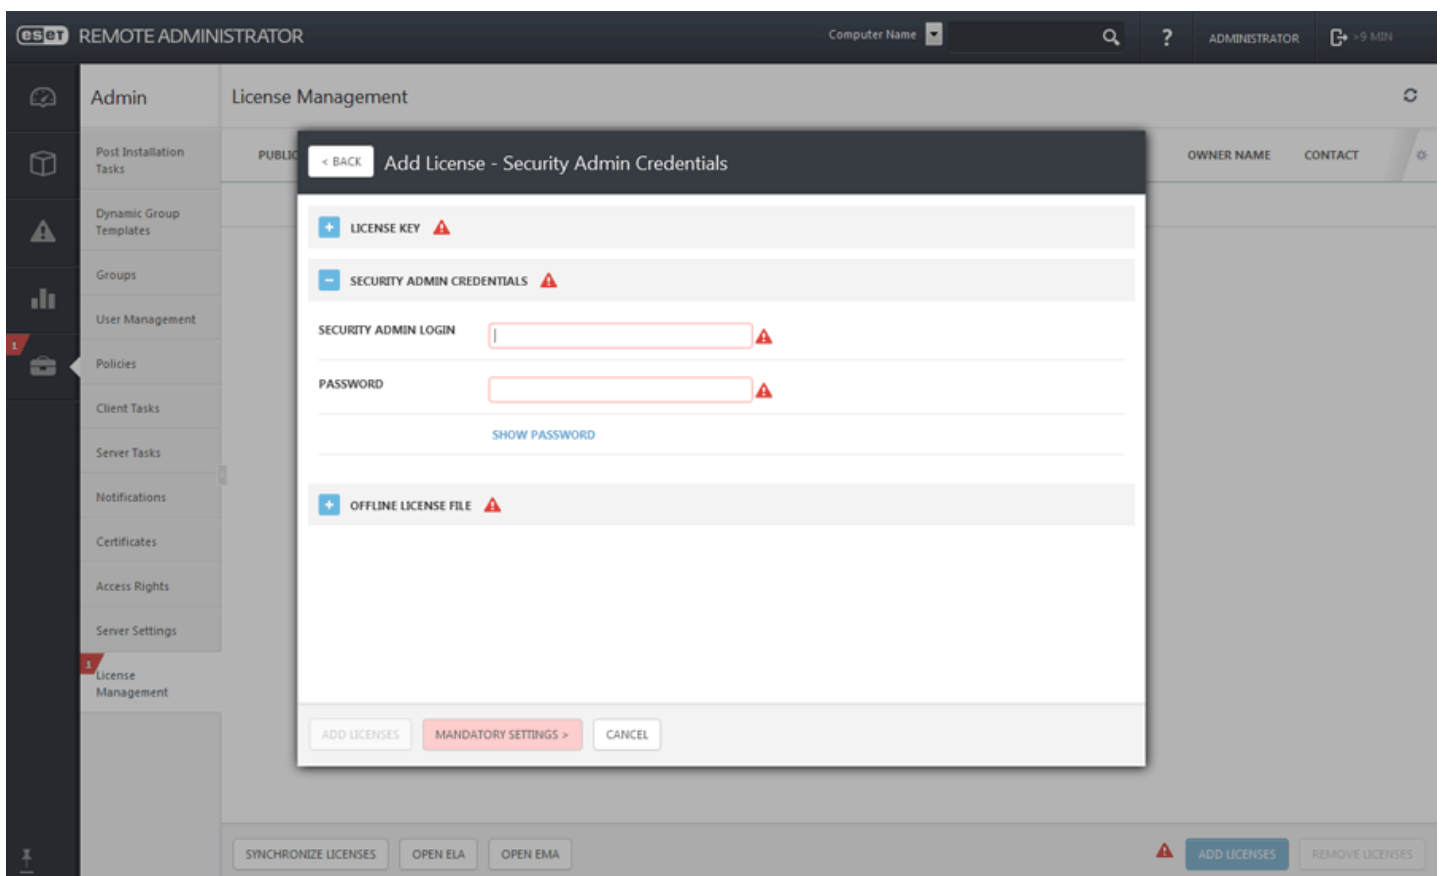 eseT REMOTE ADMINISTRATOR
Computer Name
?
ADMINISTRATOR
>9 MIN
Admin
License Management
Post Installation
Tasks
Dynamic Group
Templates
Groups
User Management
1
Policies
Client Tasks
Server Tasks
Notifications
Certificates
Access Rights
Server Settings
1
License
Management
PUBLIC
OWNER NAME
CONTACT
< BACK
Add License - Security Admin Credentials
+ LICENSE KEY
- SECURITY ADMIN CREDENTIALS
SECURITY ADMIN LOGIN
PASSWORD
SHOW PASSWORD
+ OFFLINE LICENSE FILE
ADD LICENSES
MANDATORY SETTINGS >
CANCEL
SYNCHRONIZE LICENSES
OPEN ELA
OPEN EMA
ADD LICENSES
REMOVE LICENSES